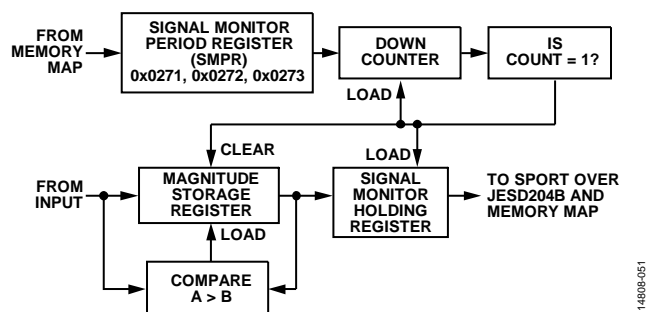 FROM
MEMORY
MAP
SIGNAL MONITOR
PERIOD REGISTER
(SMPR)
0x0271, 0x0272, 0x0273
DOWN
COUNTER
IS
COUNT = 1?
LOAD
CLEAR
LOAD
FROM
INPUT
MAGNITUDE
STORAGE
REGISTER
SIGNAL
MONITOR
HOLDING
REGISTER
TO SPORT OVER
JESD204B AND
MEMORY MAP
LOAD
COMPARE
A > B
14808-051